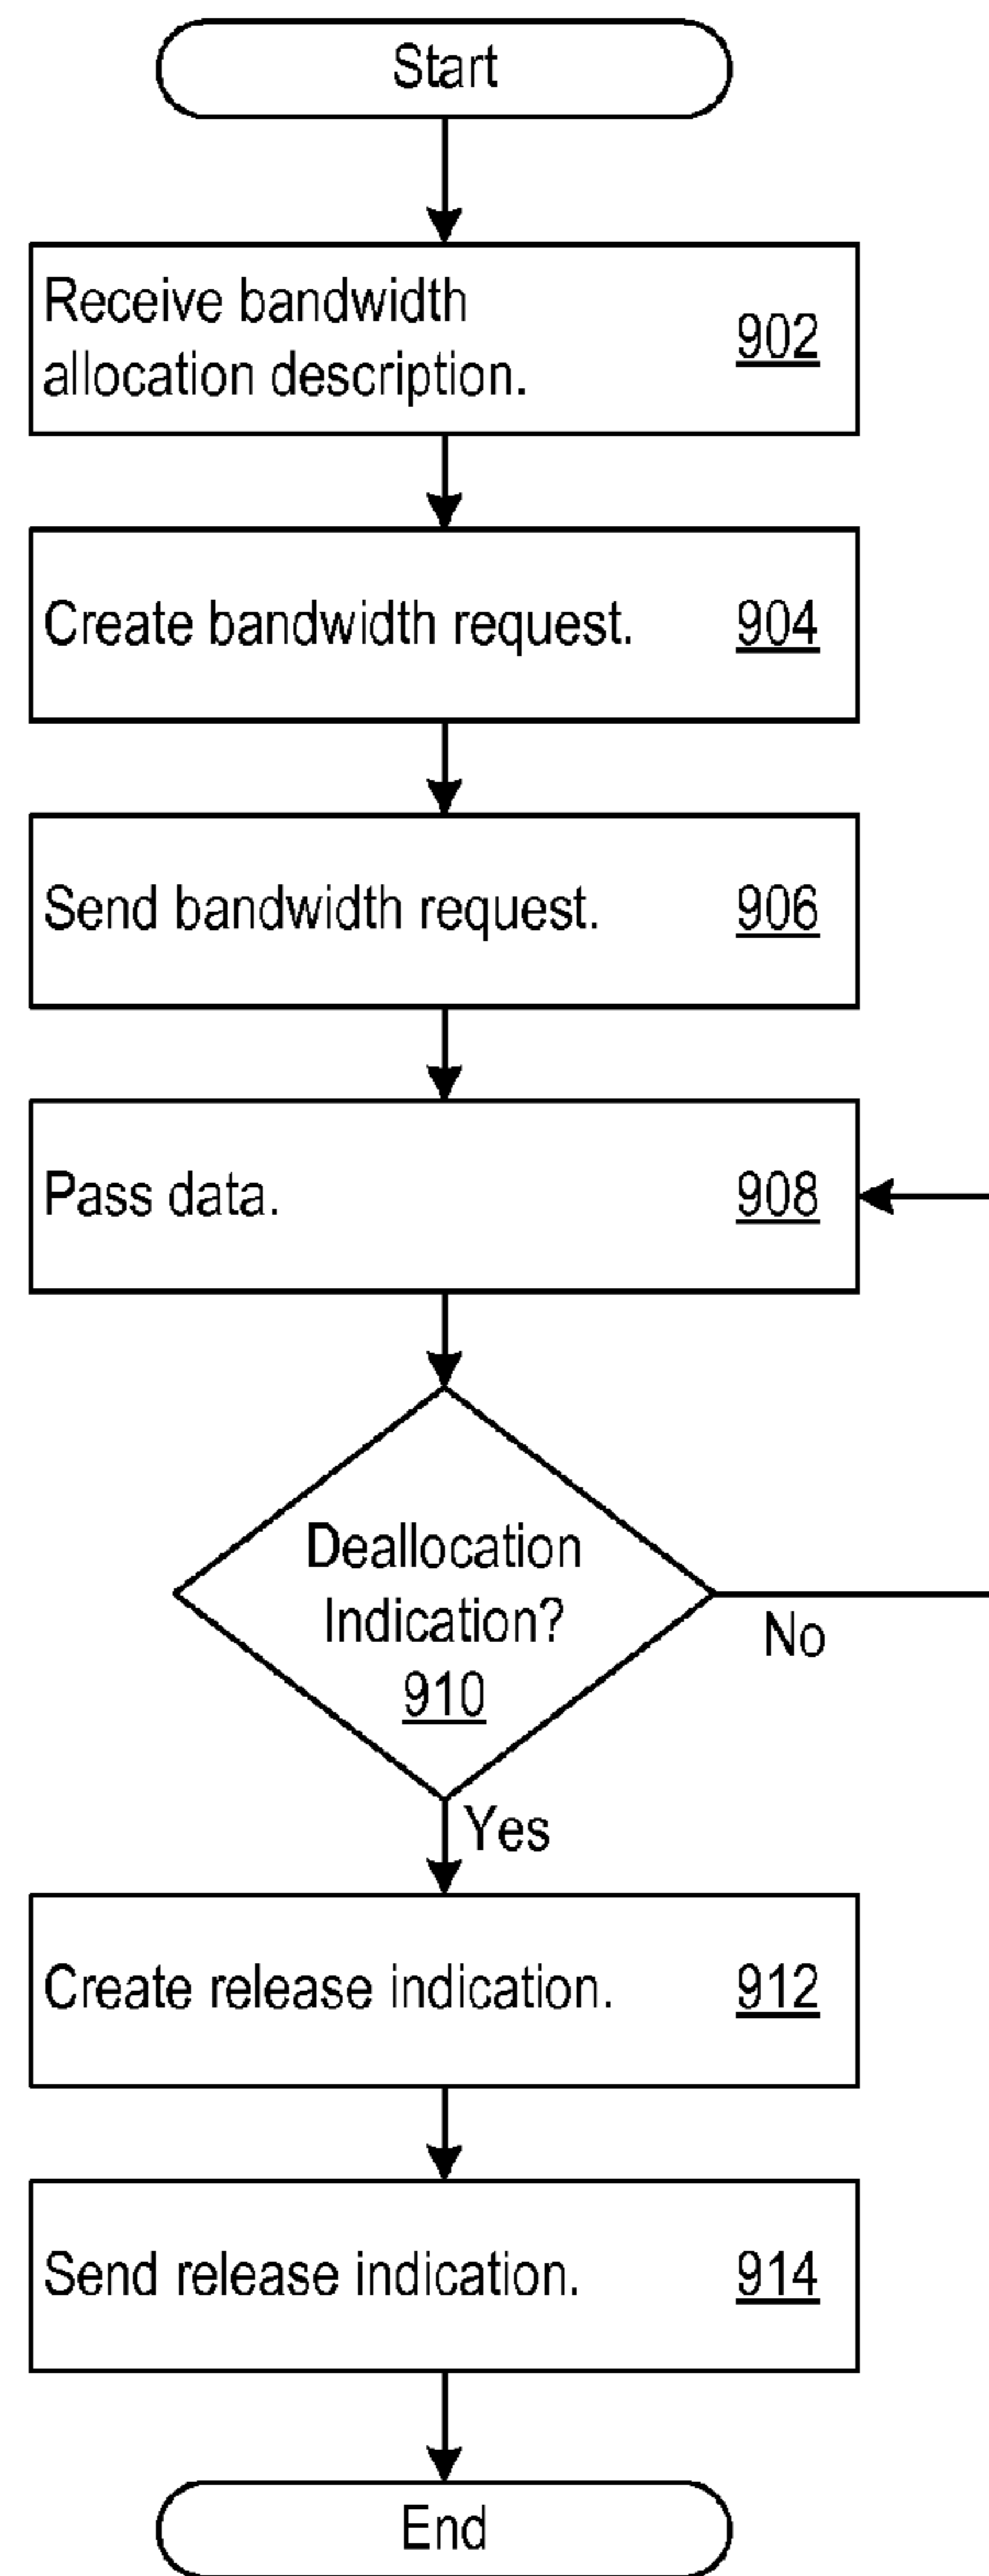 Start
Receive bandwidth
allocation description. 902
Create bandwidth request. 904
Send bandwidth request. 906
Pass data. 908
Deallocation
Indication?
910
No
Yes
Create release indication. 912
Send release indication. 914
End